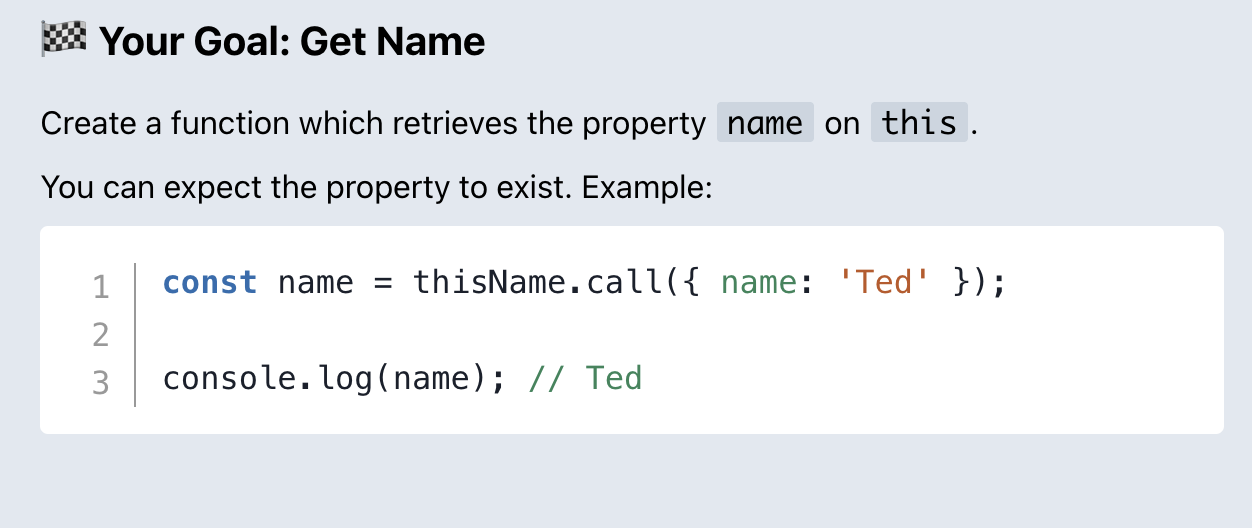 🏁 Your Goal: Get Name
Create a function which retrieves the property name on this.
You can expect the property to exist. Example:
1 const name = thisName.call({ name: 'Ted' });
2
3 console.log(name); // Ted